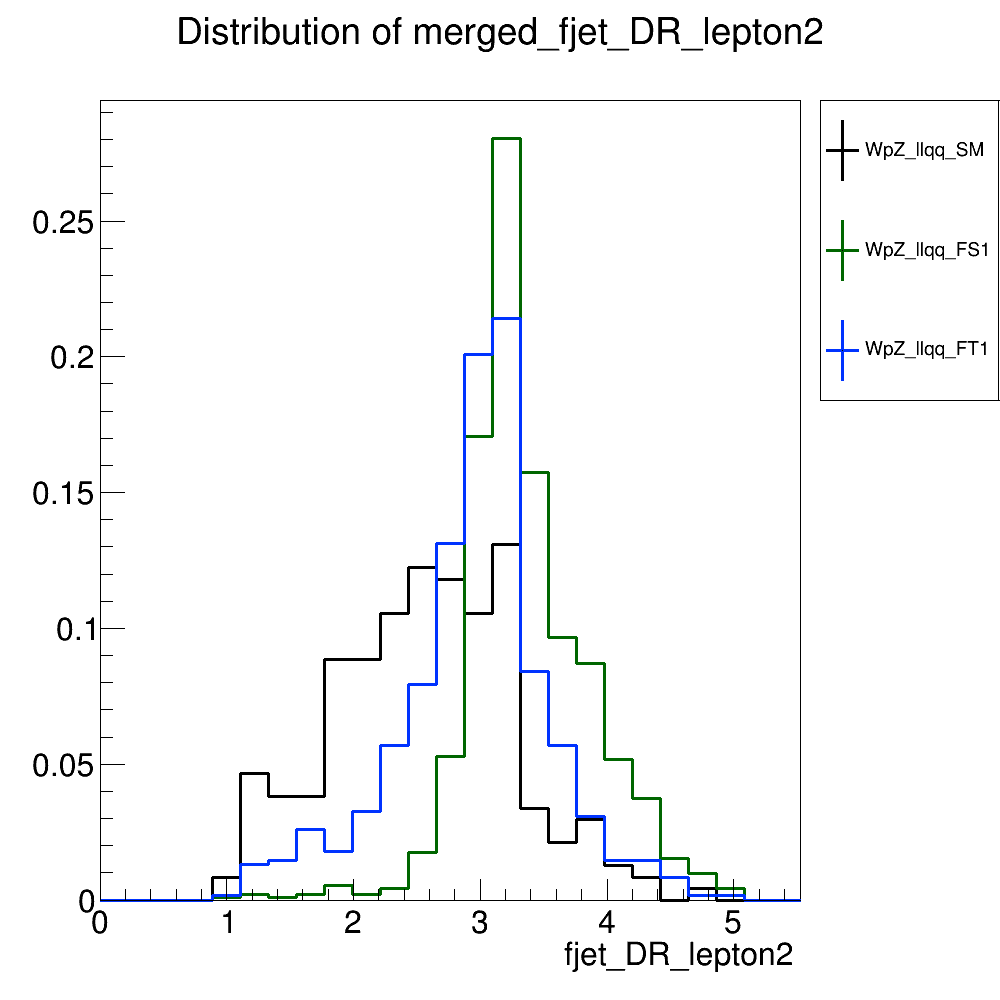 Distribution of merged_fjet_DR_lepton2
WpZ_llqq_SM
WpZ_llqq_FS1
WpZ_llqq_FT1
0.25
0.2
0.15
0.1
0.05
0
0 1 2 3 4 5
fjet_DR_lepton2